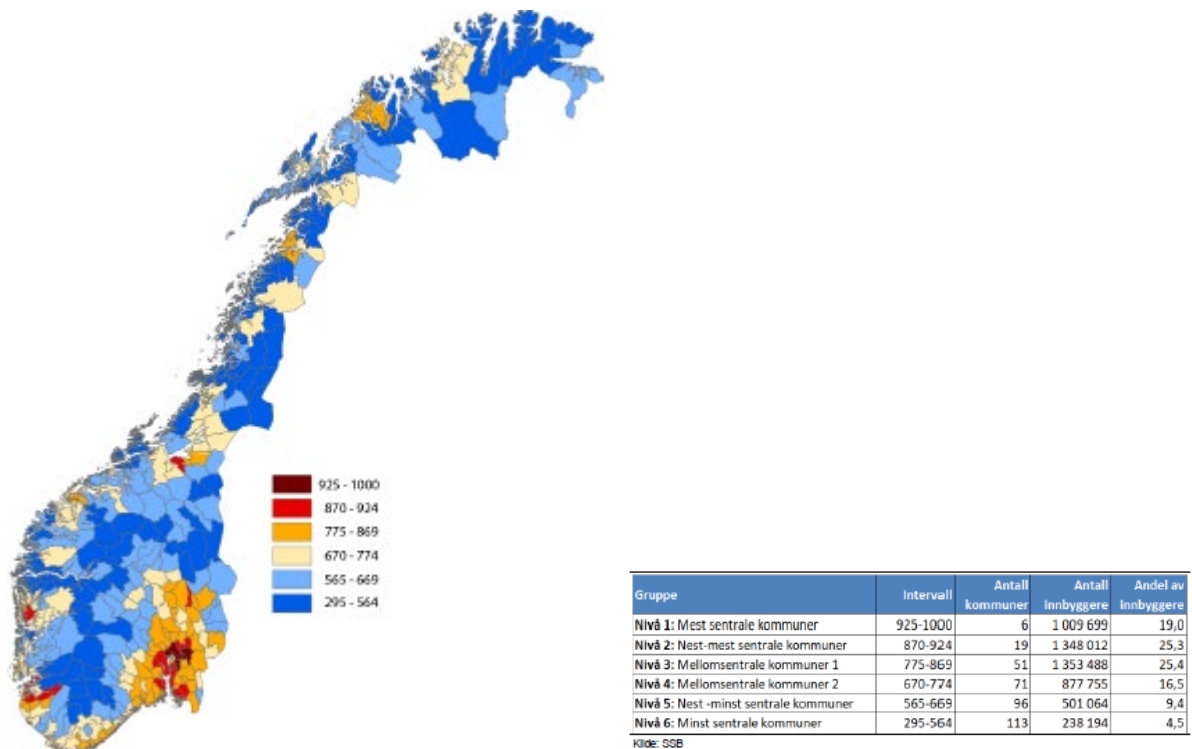 925 - 1000
870 - 924
775 - 869
670 - 774
565 - 669
295 - 564
Gruppe Intervall Antall kommuner Antall innbyggere Andel av innbyggere
Nivå 1: Mest sentrale kommuner 925-1000 6 1 009 699 19,0
Nivå 2: Nest-mest sentrale kommuner 870-924 19 1 348 012 25,3
Nivå 3: Mellomsentrale kommuner 1 775-869 51 1 353 488 25,4
Nivå 4: Mellomsentrale kommuner 2 670-774 71 877 755 16,5
Nivå 5: Nest -minst sentrale kommuner 565-669 96 501 064 9,4
Nivå 6: Minst sentrale kommuner 295-564 113 238 194 4,5
Kilde: SSB